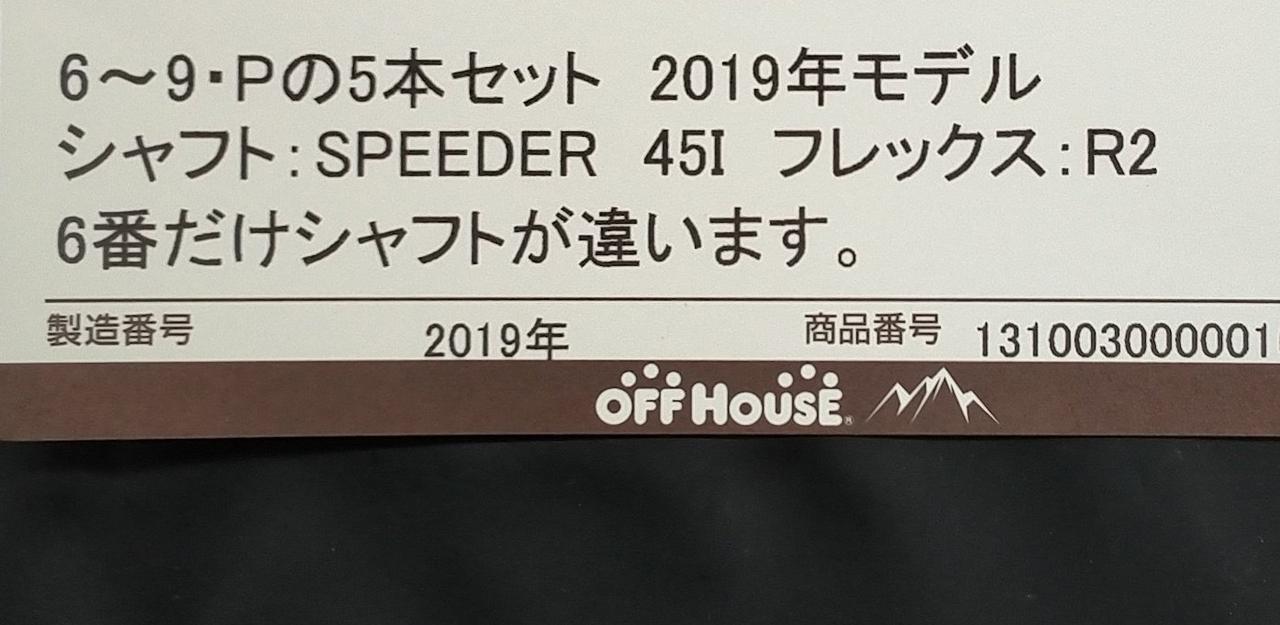 6～9・Pの5本セット 2019年モデル
シャフト：SPEEDER 45I フレックス：R2
6番だけシャフトが違います。
製造番号 2019年 商品番号 131003000001
OFF HOUSE®